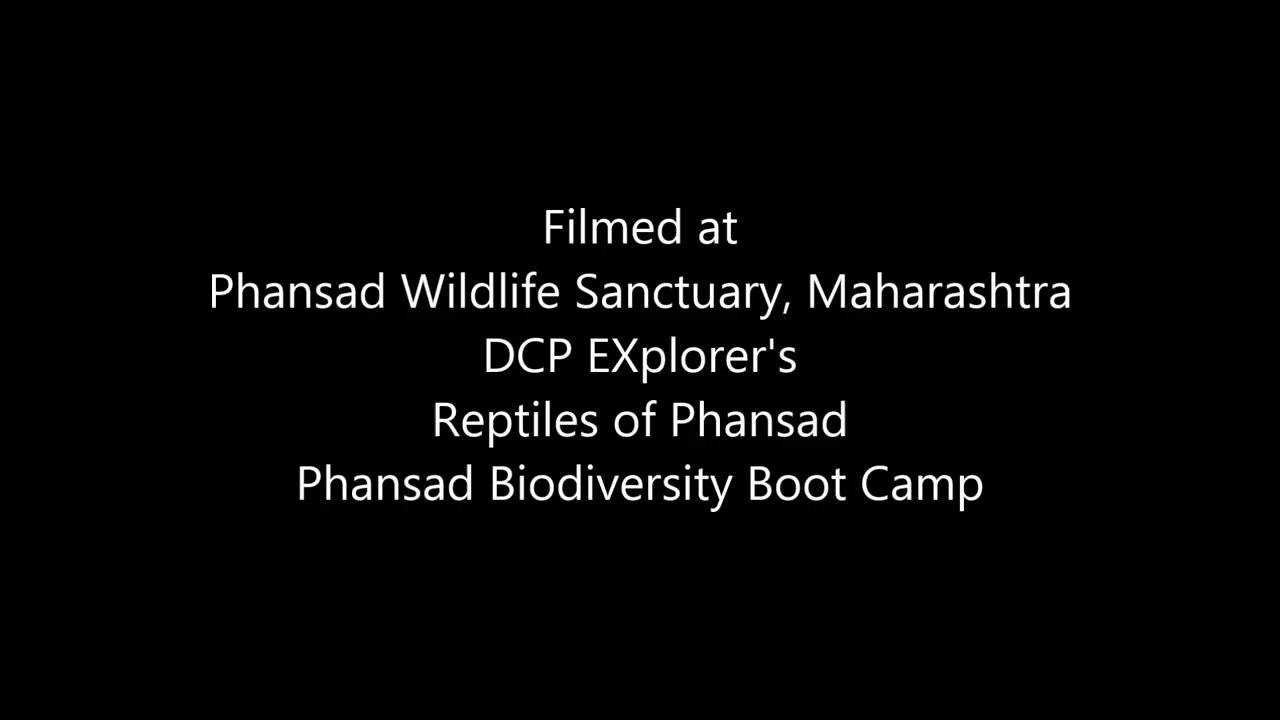 Filmed at
Phansad Wildlife Sanctuary, Maharashtra
DCP EXplorer's
Reptiles of Phansad
Phansad Biodiversity Boot Camp